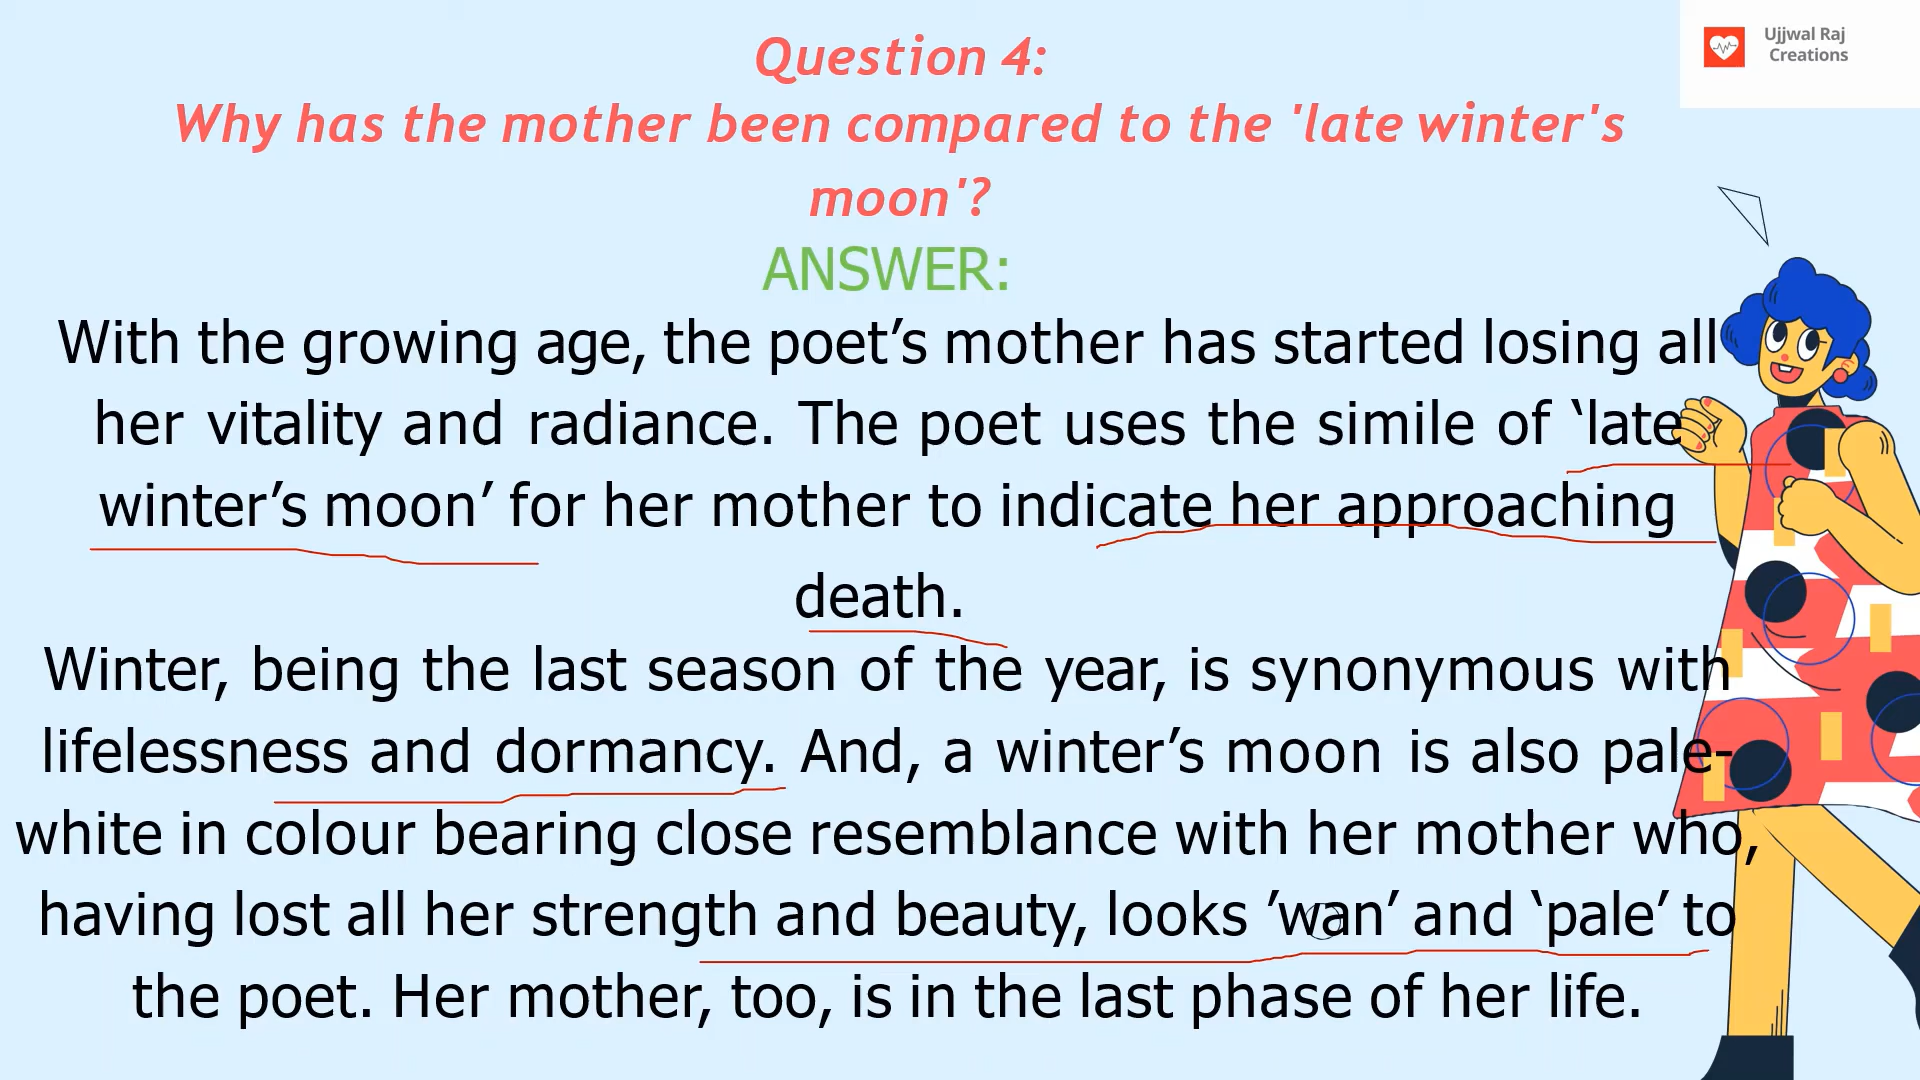 Question 4:
Ujjwal Raj
Creations
Why has the mother been compared to the 'late winter's
moon'?
ANSWER:
With the growing age, the poet’s mother has started losing all
her vitality and radiance. The poet uses the simile of ‘late
winter’s moon’ for her mother to indicate her approaching
death.
Winter, being the last season of the year, is synonymous with
lifelessness and dormancy. And, a winter’s moon is also pale-
white in colour bearing close resemblance with her mother who,
having lost all her strength and beauty, looks ’wan’ and ‘pale’ to
the poet. Her mother, too, is in the last phase of her life.